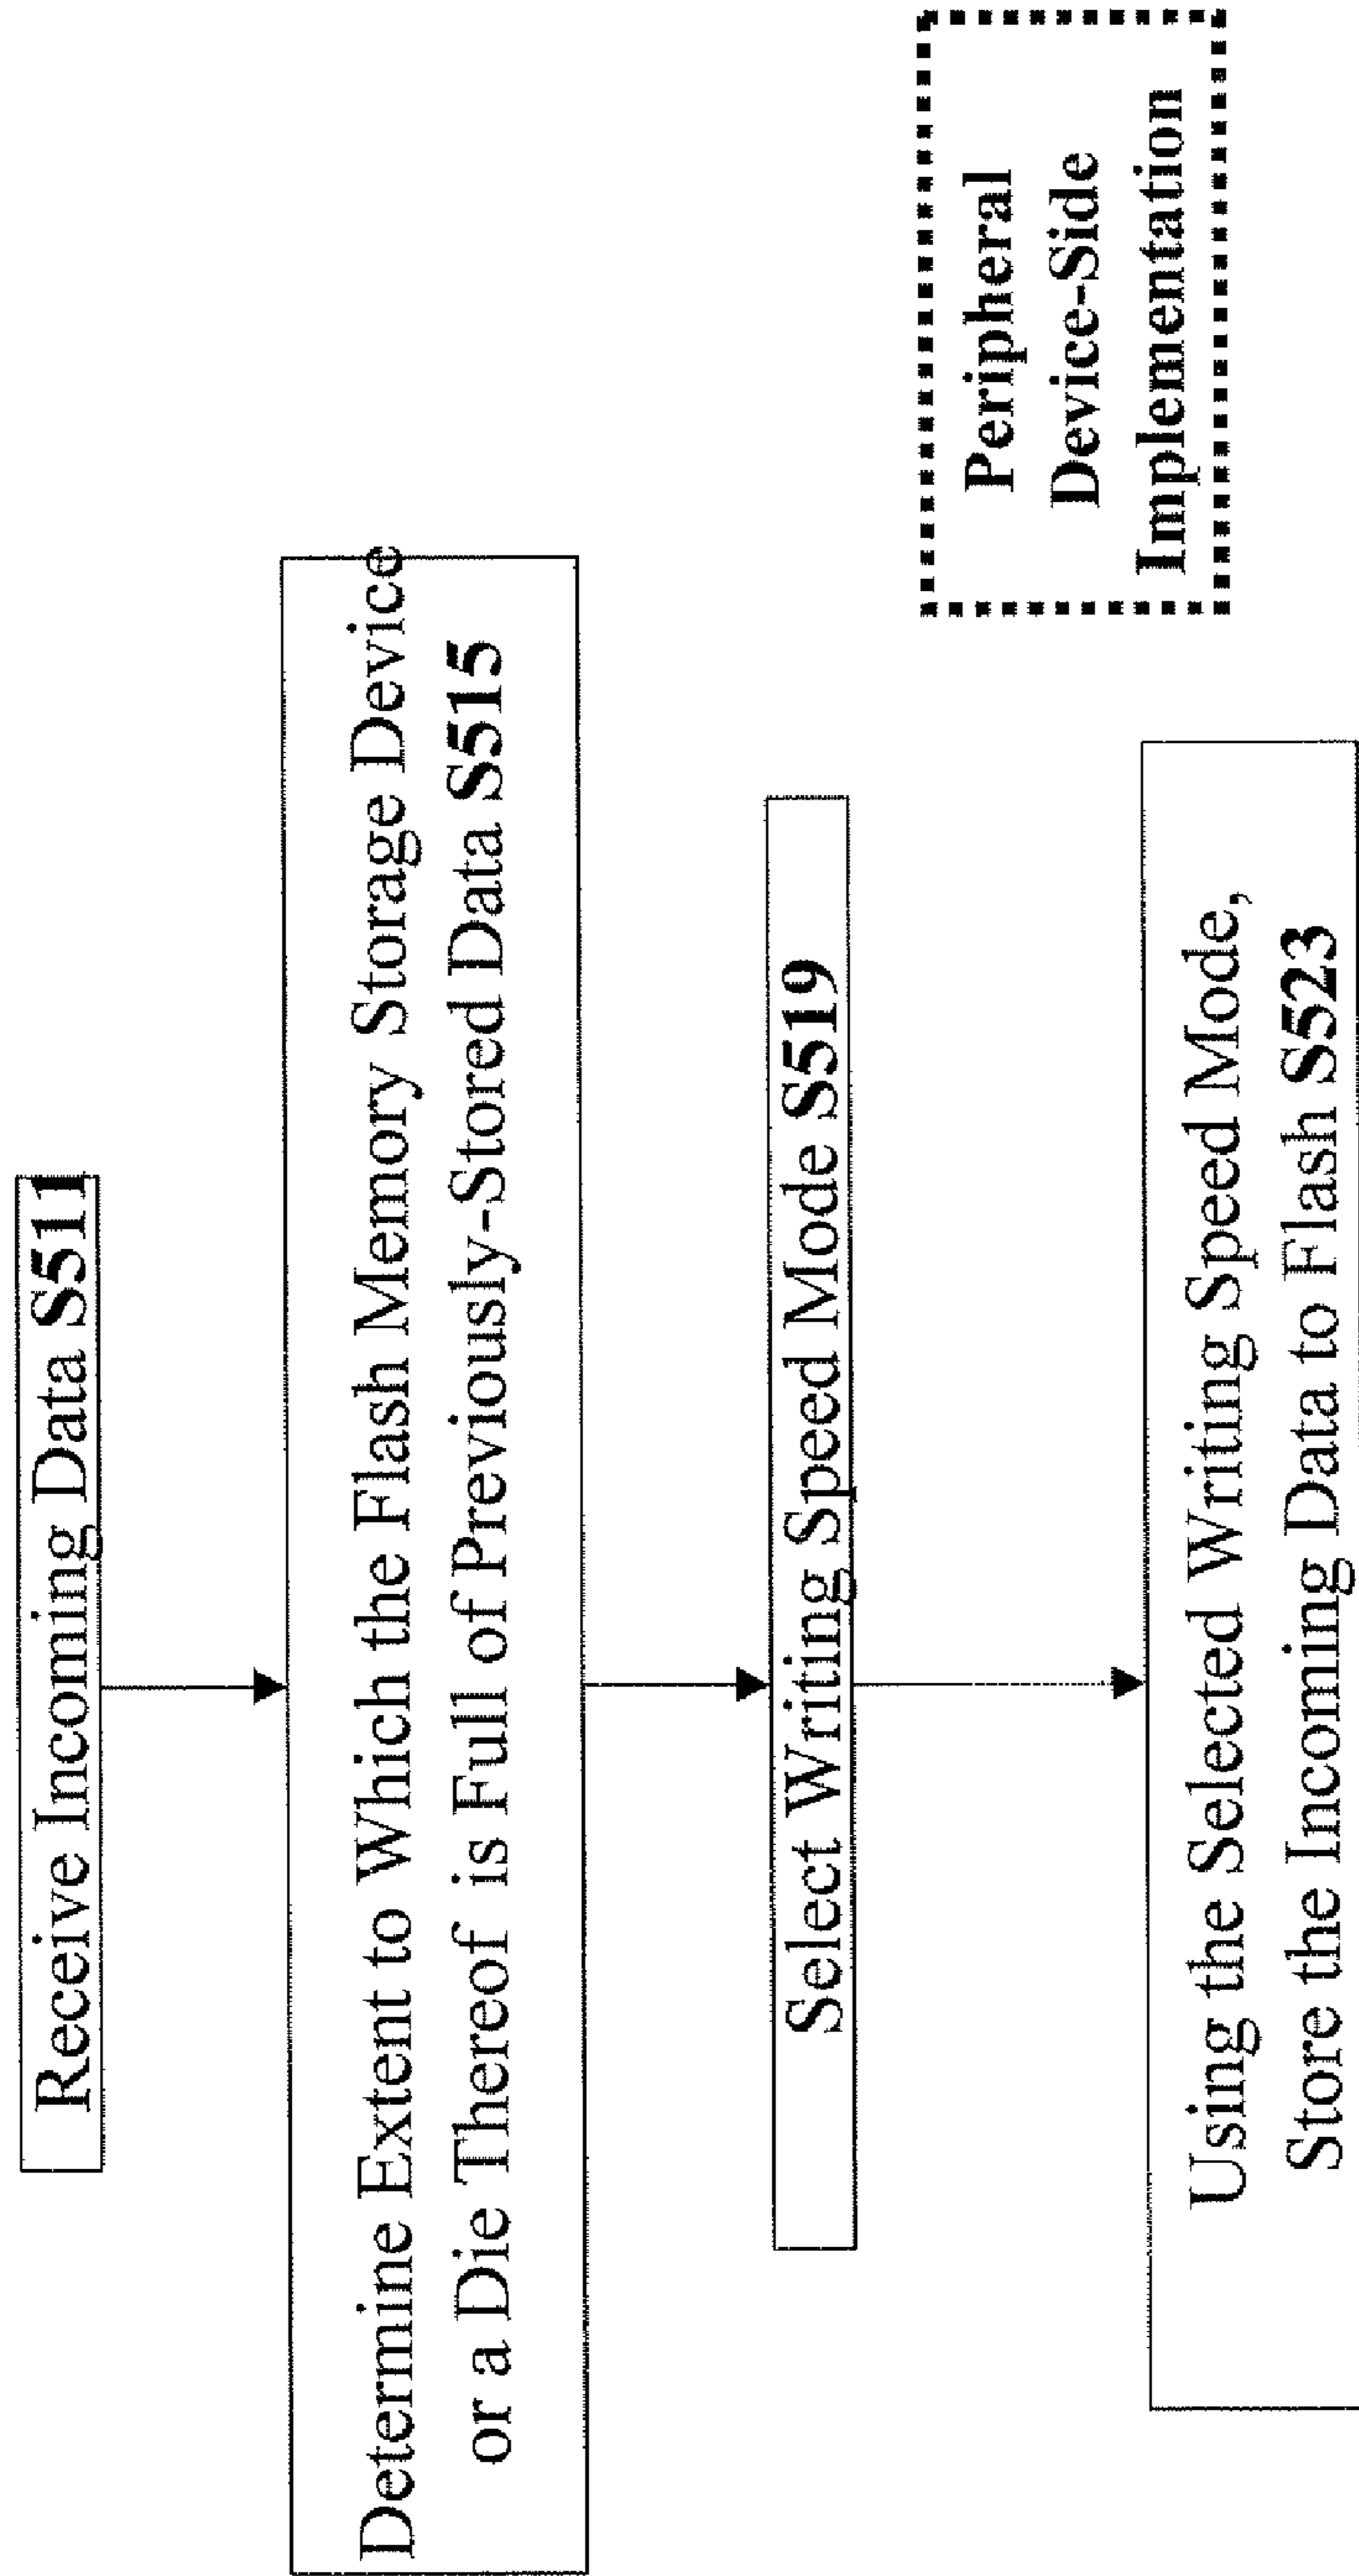 Receive Incoming Data S511
Determine Extent to Which the Flash Memory Storage Device
or a Die Thereof is Full of Previously-Stored Data S515
Select Writing Speed Mode S519
Using the Selected Writing Speed Mode,
Store the Incoming Data to Flash S523
Peripheral
Device-Side
Implementation